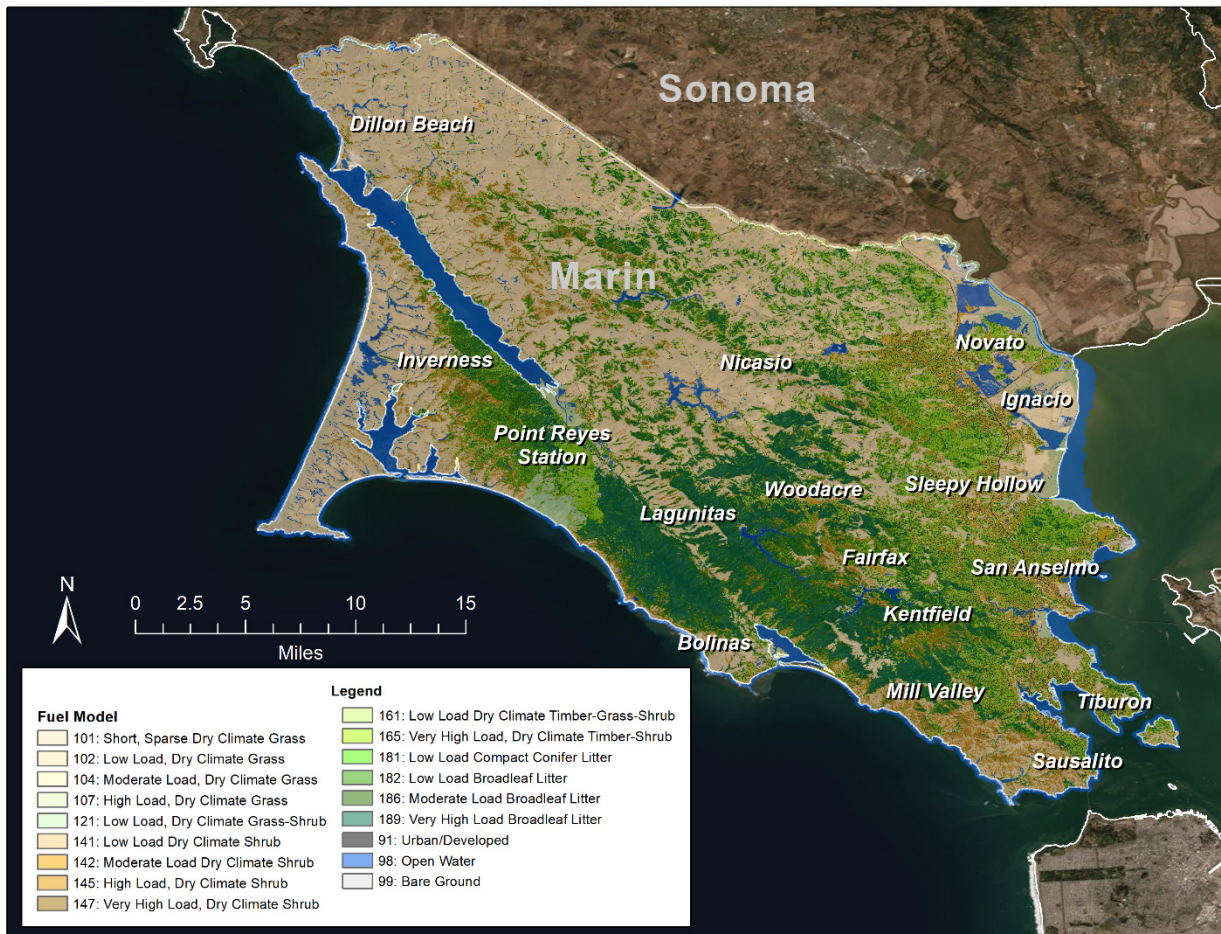 Sonoma
Dillon Beach
Marin
Novato
Inverness
Nicasio
Ignacio
Point Reyes
Station
Woodacre
Sleepy Hollow
Lagunitas
Fairfax
San Anselmo
Kentfield
Bolinas
Mill Valley
Tiburon
Sausalito
N
0 2.5 5 10 15
Miles
Legend
Fuel Model
101: Short, Sparse Dry Climate Grass
102: Low Load, Dry Climate Grass
104: Moderate Load, Dry Climate Grass
107: High Load, Dry Climate Grass
121: Low Load, Dry Climate Grass-Shrub
141: Low Load Dry Climate Shrub
142: Moderate Load Dry Climate Shrub
145: High Load, Dry Climate Shrub
147: Very High Load, Dry Climate Shrub
161: Low Load Dry Climate Timber-Grass-Shrub
165: Very High Load, Dry Climate Timber-Shrub
181: Low Load Compact Conifer Litter
182: Low Load Broadleaf Litter
186: Moderate Load Broadleaf Litter
189: Very High Load Broadleaf Litter
91: Urban/Developed
98: Open Water
99: Bare Ground